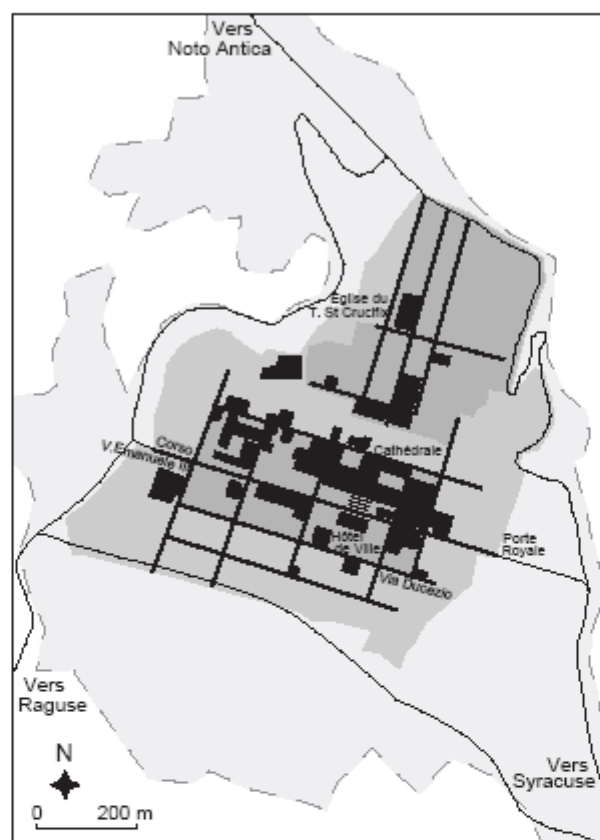 Vers
Noto Antica
Eglise du
T. St Crucifix
Corso
V.Emanuele III
Cathédrale
Hôtel
de Ville
Porte
Royale
Via Ducezio
Vers
Raguse
N
0 200 m
Vers
Syracuse